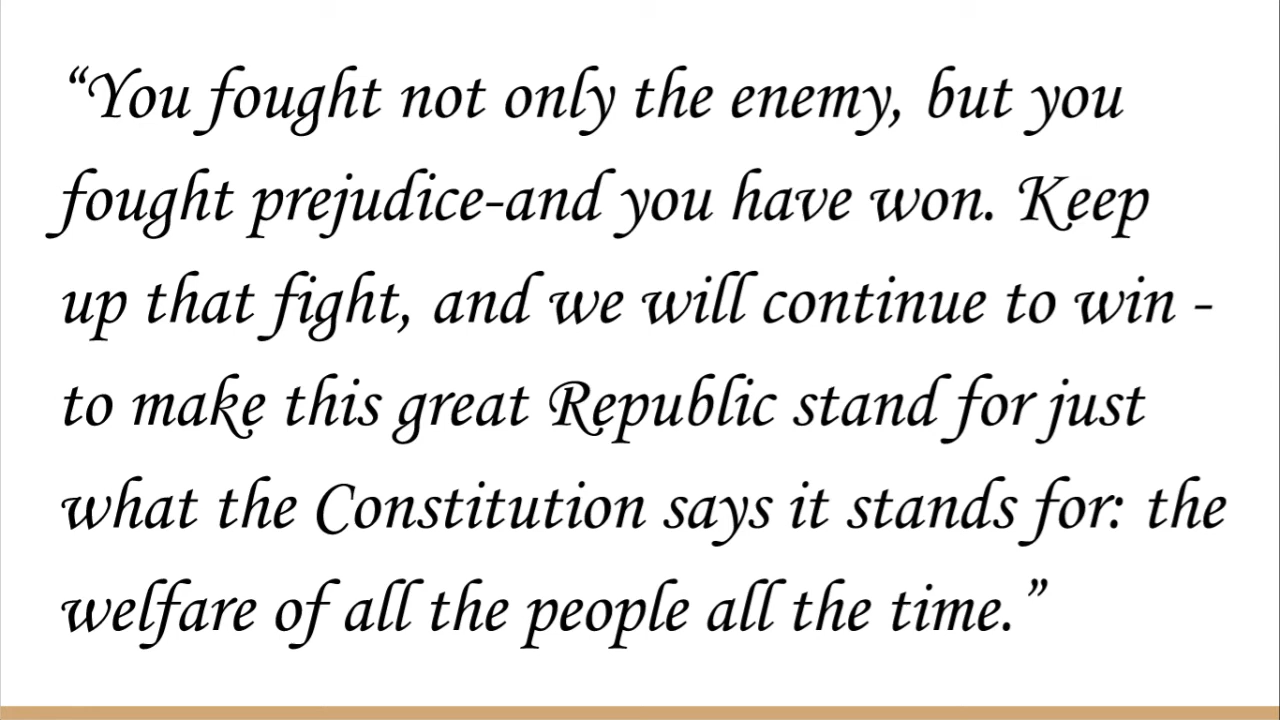 “You fought not only the enemy, but you
fought prejudice-and you have won. Keep
up that fight, and we will continue to win -
to make this great Republic stand for just
what the Constitution says it stands for: the
welfare of all the people all the time.”